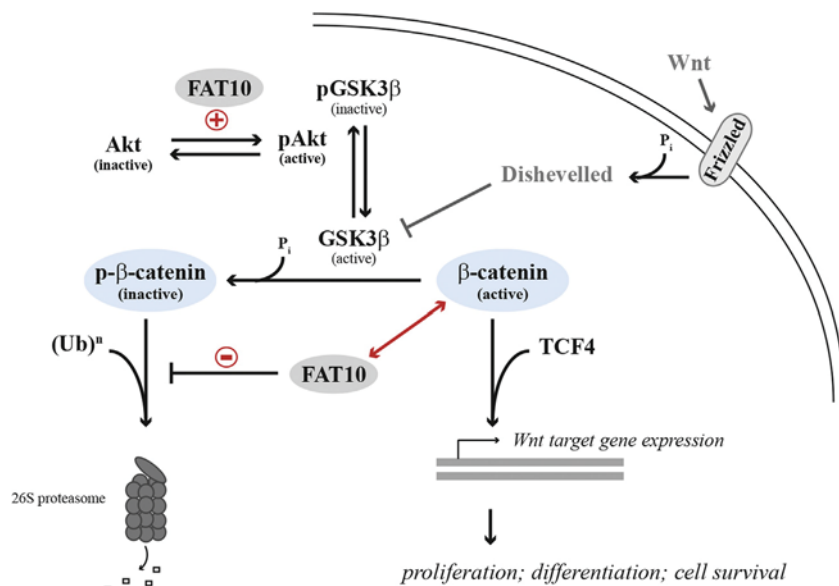 Wnt
FAT10
pGSK3β
(inactive)
+
Akt
(inactive)
pAkt
(active)
Frizzled
Pi
Dishevelled
GSK3β
(active)
Pi
p-β-catenin
(inactive)
β-catenin
(active)
(Ub)ⁿ
−
FAT10
TCF4
Wnt target gene expression
26S proteasome
proliferation; differentiation; cell survival